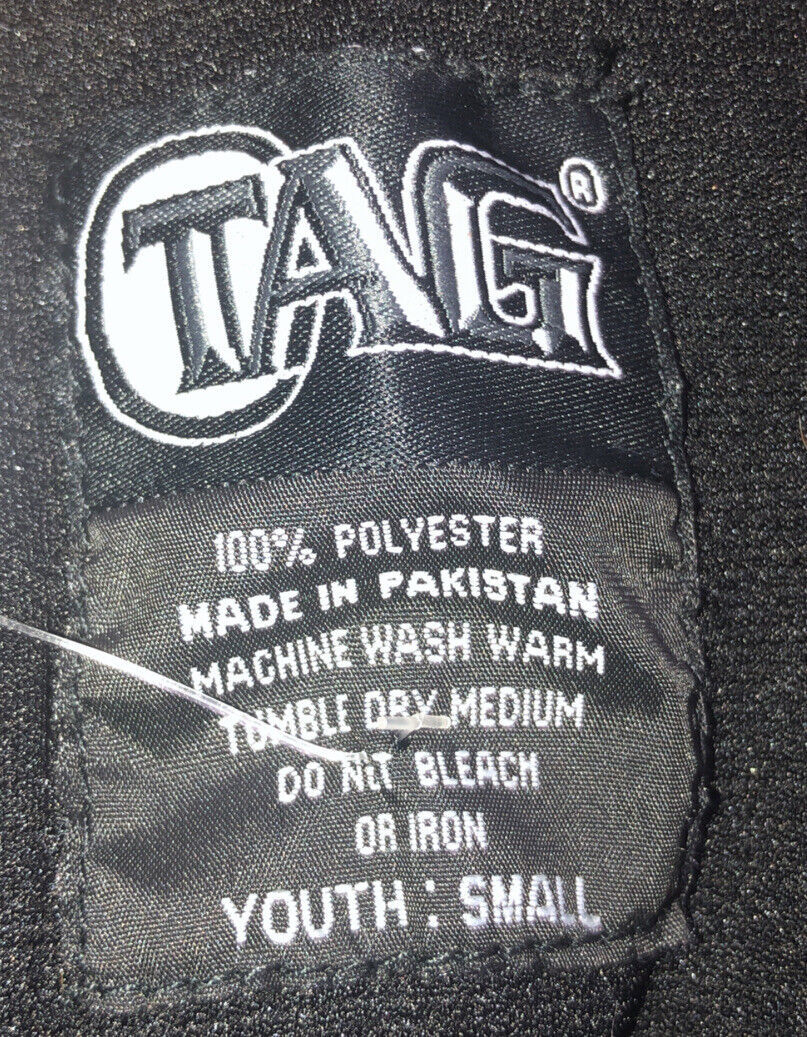 TAG®
100% POLYESTER
MADE IN PAKISTAN
MACHINE WASH WARM
TUMBLE DRY MEDIUM
DO NOT BLEACH
OR IRON
YOUTH : SMALL